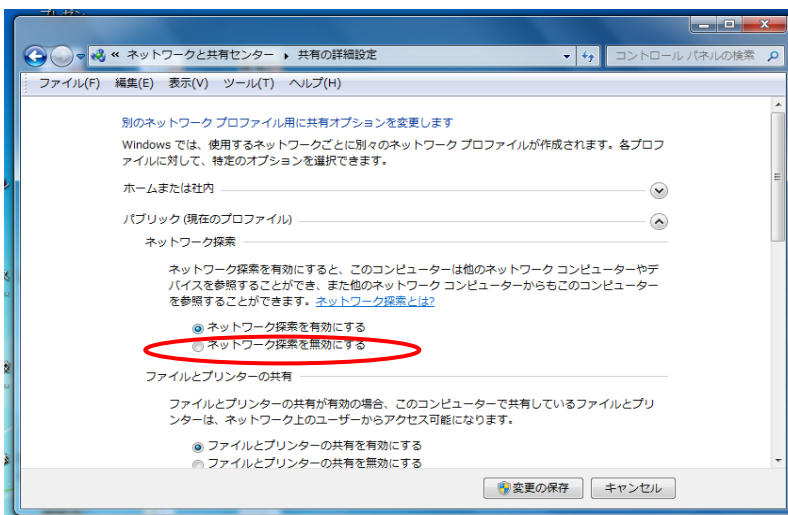 « ネットワークと共有センター ▸ 共有の詳細設定
コントロール パネルの検索
ファイル(F) 編集(E) 表示(V) ツール(T) ヘルプ(H)
別のネットワーク プロファイル用に共有オプションを変更します
Windows では、使用するネットワークごとに別々のネットワーク プロファイルが作成されます。各プロフ
ァイルに対して、特定のオプションを選択できます。
ホームまたは社内
パブリック (現在のプロファイル)
ネットワーク探索
ネットワーク探索を有効にすると、このコンピューターは他のネットワーク コンピューターやデ
バイスを参照することができ、また他のネットワーク コンピューターからもこのコンピューター
を参照することができます。ネットワーク探索とは?
ネットワーク探索を有効にする
ネットワーク探索を無効にする
ファイルとプリンターの共有
ファイルとプリンターの共有が有効の場合、このコンピューターで共有しているファイルとプリ
ンターは、ネットワーク上のユーザーからアクセス可能になります。
ファイルとプリンターの共有を有効にする
ファイルとプリンターの共有を無効にする
変更の保存 キャンセル